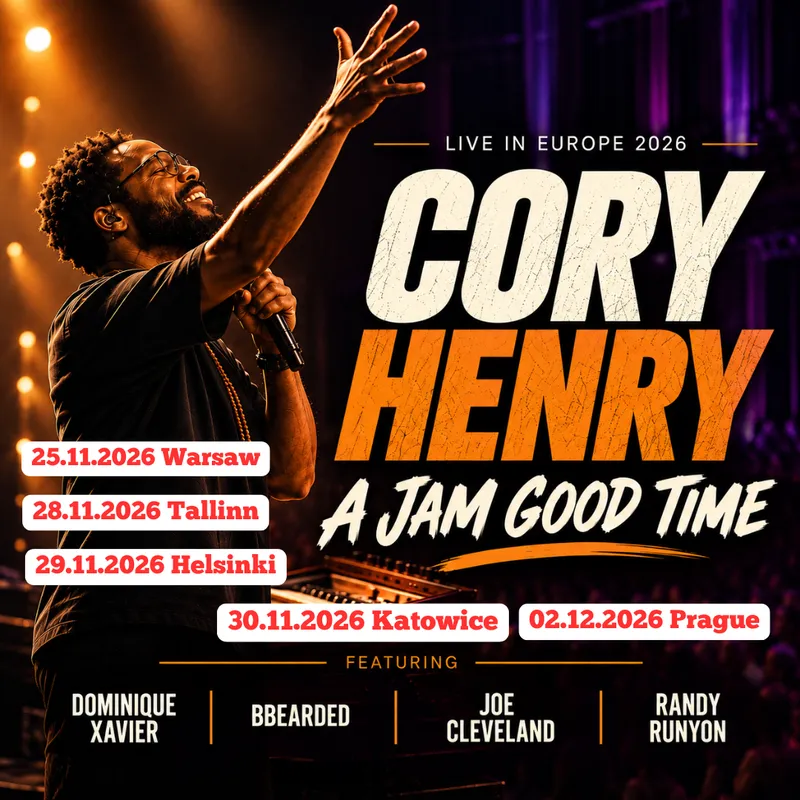 LIVE IN EUROPE 2026
CORY
HENRY
A JAM GOOD TIME
25.11.2026 Warsaw
28.11.2026 Tallinn
29.11.2026 Helsinki
30.11.2026 Katowice
02.12.2026 Prague
FEATURING
DOMINIQUE
XAVIER
BBEARDED
JOE
CLEVELAND
RANDY
RUNYON